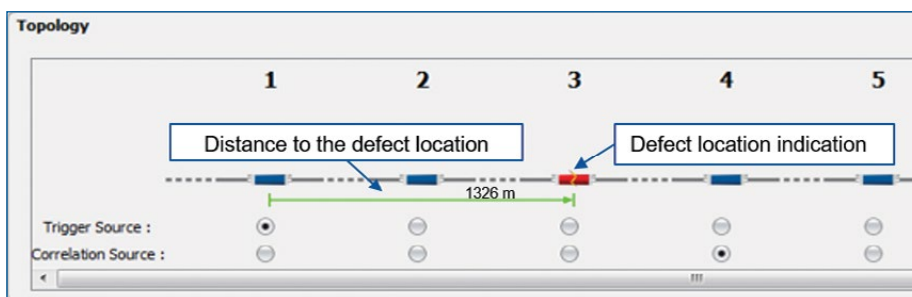 Topology
1 2 3 4 5
Distance to the defect location
Defect location indication
1326 m
Trigger Source :
Correlation Source :